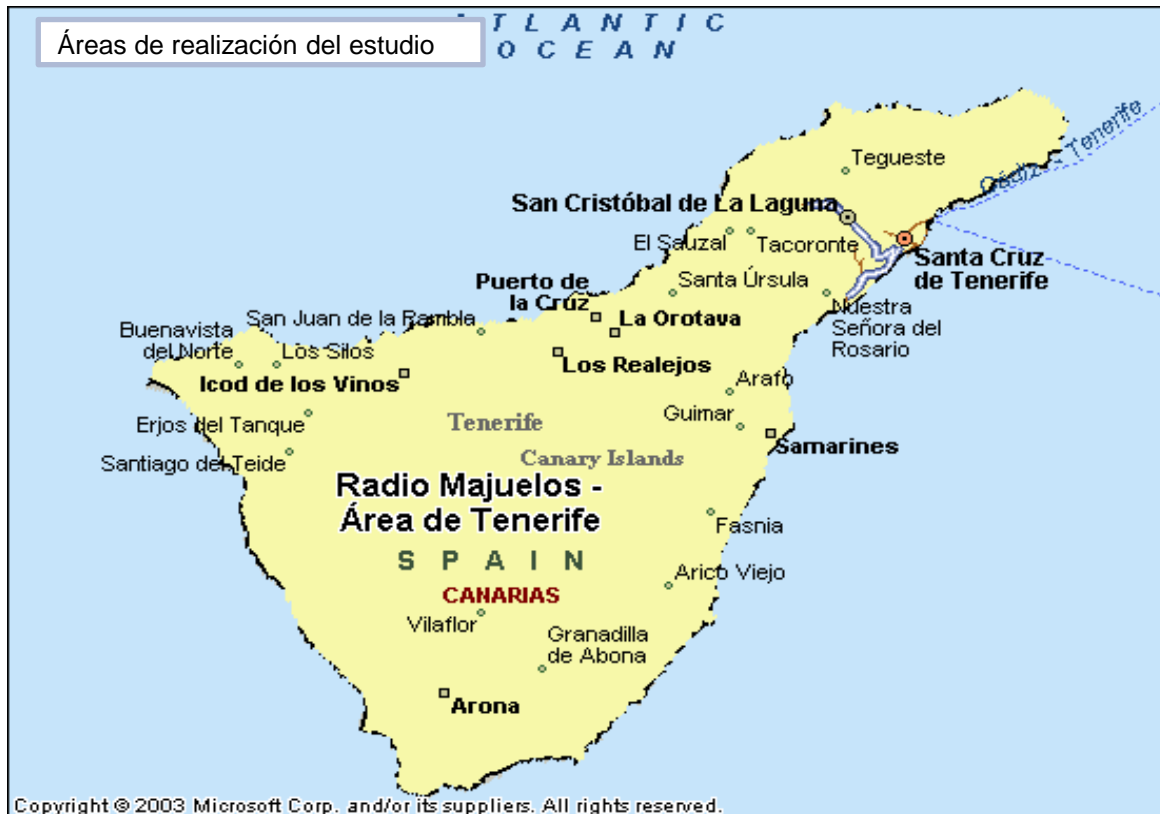 Áreas de realización del estudio
A T L A N T I C
O C E A N
Cádiz - Tenerife
Tegueste
San Cristóbal de La Laguna
El Sauzal
Tacoronte
Santa Cruz
de Tenerife
Puerto de
la Cruz
Santa Úrsula
Nuestra
Señora del
Rosario
San Juan de la Rambla
La Orotava
Buenavista
del Norte
Los Silos
Los Realejos
Icod de los Vinos
Arafo
Erjos del Tanque
Tenerife
Guimar
Samarines
Santiago del Teide
Canary Islands
Radio Majuelos -
Área de Tenerife
Fasnia
S P A I N
Arico Viejo
CANARIAS
Vilaflor
Granadilla
de Abona
Arona
Copyright © 2003 Microsoft Corp. and/or its suppliers. All rights reserved.